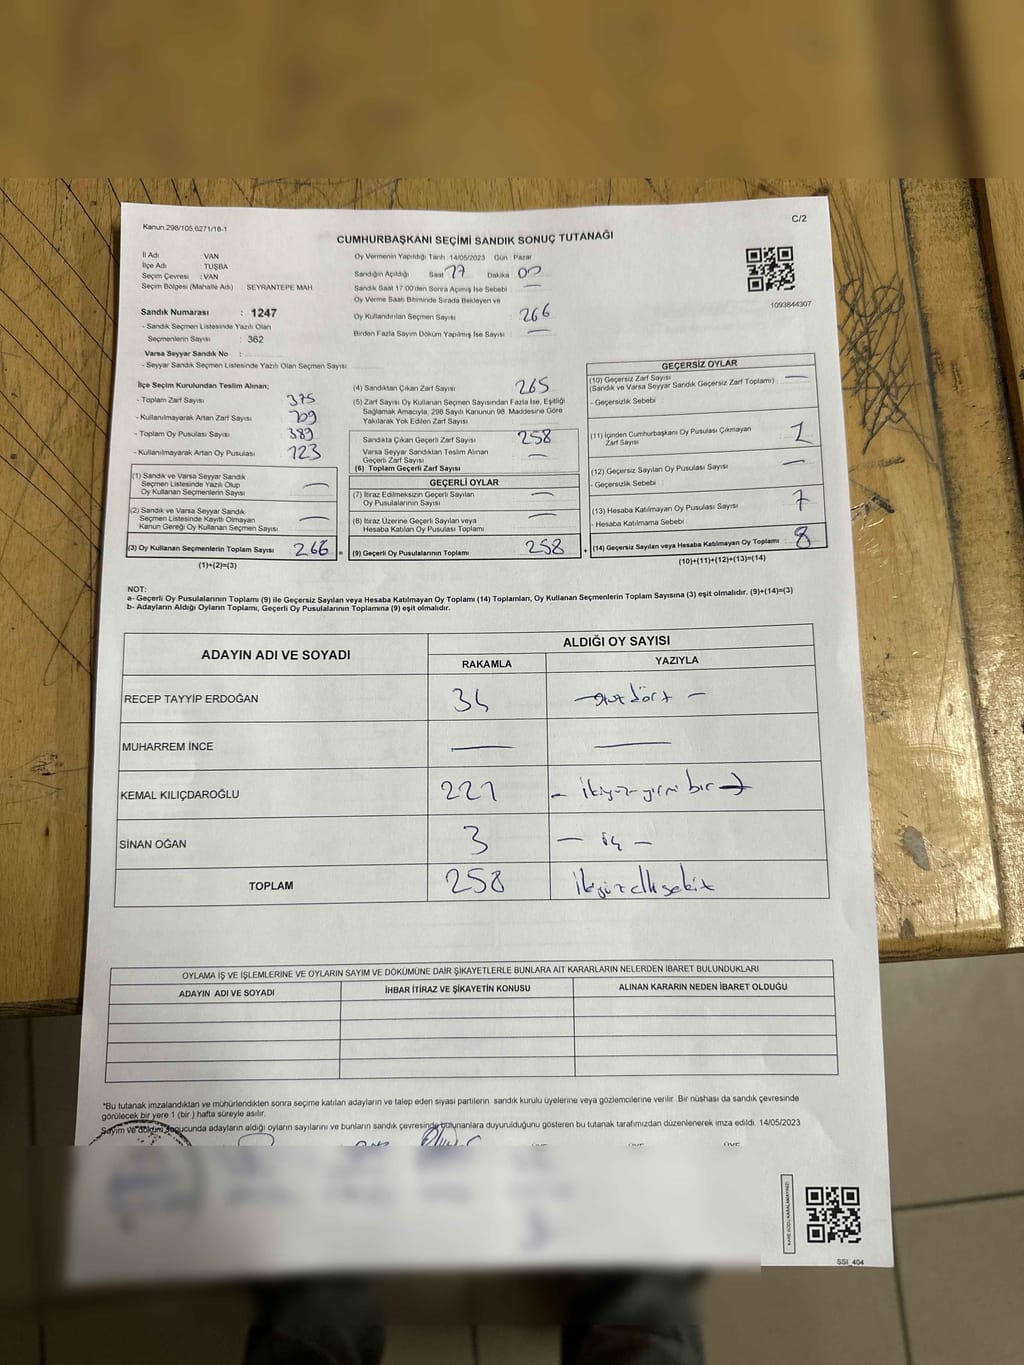 Kanun.298/105.6271/18-1
C/2
CUMHURBAŞKANI SEÇİMİ SANDIK SONUÇ TUTANAĞI
İl Adı : VAN
İlçe Adı : TUŞBA
Seçim Çevresi : VAN
Seçim Bölgesi (Mahalle Adı) : SEYRANTEPE MAH.
Sandık Numarası : 1247
- Sandık Seçmen Listesinde Yazılı Olan
Seçmenlerin Sayısı : 362
Varsa Seyyar Sandık No :
- Seyyar Sandık Seçmen Listesinde Yazılı Olan Seçmen Sayısı
Oy Vermenin Yapıldığı Tarih 14/05/2023 Gün Pazar
Sandığın Açıldığı Saat 17 Dakika 00
Sandık Saat 17:00'den Sonra Açılmış İse Sebebi —
Oy Verme Saati Bitiminde Sırada Bekleyen ve
Oy Kullandırılan Seçmen Sayısı : 266
Birden Fazla Sayım Döküm Yapılmış İse Sayısı : —
1093844307
İlçe Seçim Kurulundan Teslim Alınan;
- Toplam Zarf Sayısı : 375
- Kullanılmayarak Artan Zarf Sayısı : 109
- Toplam Oy Pusulası Sayısı : 389
- Kullanılmayarak Artan Oy Pusulası : 123
(1) Sandık ve Varsa Seyyar Sandık
Seçmen Listesinde Yazılı Olup
Oy Kullanan Seçmenlerin Sayısı —
(2) Sandık ve Varsa Seyyar Sandık
Seçmen Listesinde Kayıtlı Olmayan
Kanun Gereği Oy Kullanan Seçmen Sayısı —
(3) Oy Kullanan Seçmenlerin Toplam Sayısı 266 =
(1)+(2)=(3)
(4) Sandıktan Çıkan Zarf Sayısı 265
(5) Zarf Sayısı Oy Kullanan Seçmen Sayısından Fazla İse, Eşitliği
Sağlamak Amacıyla, 298 Sayılı Kanunun 98. Maddesine Göre
Yakılarak Yok Edilen Zarf Sayısı :
Sandıkta Çıkan Geçerli Zarf Sayısı : 258
Varsa Seyyar Sandıktan Teslim Alınan
Geçerli Zarf Sayısı : —
(6) Toplam Geçerli Zarf Sayısı
GEÇERLİ OYLAR
(7) İtiraz Edilmeksizin Geçerli Sayılan
Oy Pusulalarının Sayısı : —
(8) İtiraz Üzerine Geçerli Sayılan veya
Hesaba Katılan Oy Pusulası Toplamı : —
(9) Geçerli Oy Pusulalarının Toplamı : 258 +
GEÇERSİZ OYLAR
(10) Geçersiz Zarf Sayısı :
(Sandık ve Varsa Seyyar Sandık Geçersiz Zarf Toplamı) —
- Geçersizlik Sebebi
(11) İçinden Cumhurbaşkanı Oy Pusulası Çıkmayan
Zarf Sayısı 1
(12) Geçersiz Sayılan Oy Pusulası Sayısı : —
- Geçersizlik Sebebi
(13) Hesaba Katılmayan Oy Pusulası Sayısı : 7
- Hesaba Katılmama Sebebi
(14) Geçersiz Sayılan veya Hesaba Katılmayan Oy Toplamı : 8
(10)+(11)+(12)+(13)=(14)
NOT:
a- Geçerli Oy Pusulalarının Toplamı (9) ile Geçersiz Sayılan veya Hesaba Katılmayan Oy Toplamı (14) Toplamları, Oy Kullanan Seçmenlerin Toplam Sayısına (3) eşit olmalıdır. (9)+(14)=(3)
b- Adayların Aldığı Oyların Toplamı, Geçerli Oy Pusulalarının Toplamına (9) eşit olmalıdır.
ADAYIN ADI VE SOYADI
ALDIĞI OY SAYISI
RAKAMLA YAZIYLA
RECEP TAYYİP ERDOĞAN 34 — otuz dört —
MUHARREM İNCE — —
KEMAL KILIÇDAROĞLU 221 — ikiyüz yirmi bir —
SİNAN OĞAN 3 — üç —
TOPLAM 258 ikiyüz elli sekiz
OYLAMA İŞ VE İŞLEMLERİNE VE OYLARIN SAYIM VE DÖKÜMÜNE DAİR ŞİKAYETLERLE BUNLARA AİT KARARLARIN NELERDEN İBARET BULUNDUKLARI
ADAYIN ADI VE SOYADI İHBAR İTİRAZ VE ŞİKAYETİN KONUSU ALINAN KARARIN NEDEN İBARET OLDUĞU
*Bu tutanak imzalandıktan ve mühürlendikten sonra seçime katılan adayların ve talep eden siyasi partilerin sandık kurulu üyelerine veya gözlemcilerine verilir. Bir nüshası da sandık çevresinde
görülecek bir yere 1 (bir) hafta süreyle asılır.
Sayım ve döküm sonucunda adayların aldığı oyların sayılarını ve bunların sandık çevresinde bulunanlara duyurulduğunu gösteren bu tutanak tarafımızdan düzenlenerek imza edildi. 14/05/2023
KARE KODU KARALAMAYINIZ!
SSI_404